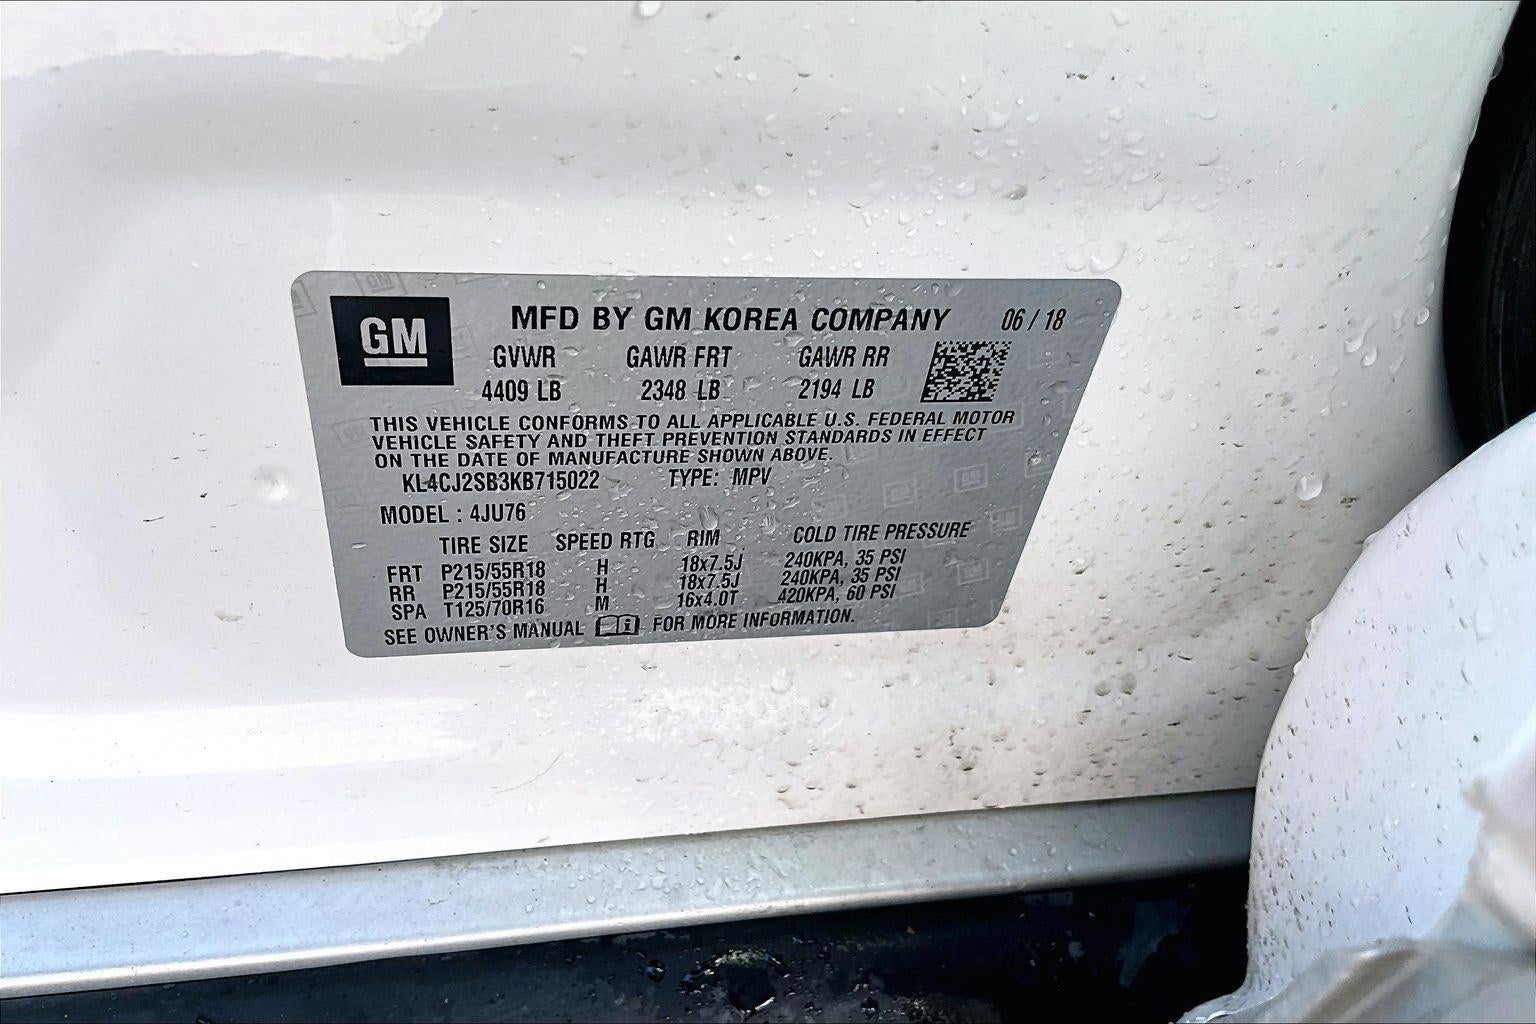 GM
MFD BY GM KOREA COMPANY 06 / 18
GVWR GAWR FRT GAWR RR
4409 LB 2348 LB 2194 LB
THIS VEHICLE CONFORMS TO ALL APPLICABLE U.S. FEDERAL MOTOR
VEHICLE SAFETY AND THEFT PREVENTION STANDARDS IN EFFECT
ON THE DATE OF MANUFACTURE SHOWN ABOVE.
KL4CJ2SB3KB715022 TYPE: MPV
MODEL : 4JU76
TIRE SIZE SPEED RTG RIM COLD TIRE PRESSURE
FRT P215/55R18 H 18x7.5J 240KPA, 35 PSI
RR P215/55R18 H 18x7.5J 240KPA, 35 PSI
SPA T125/70R16 M 16x4.0T 420KPA, 60 PSI
SEE OWNER'S MANUAL i FOR MORE INFORMATION.